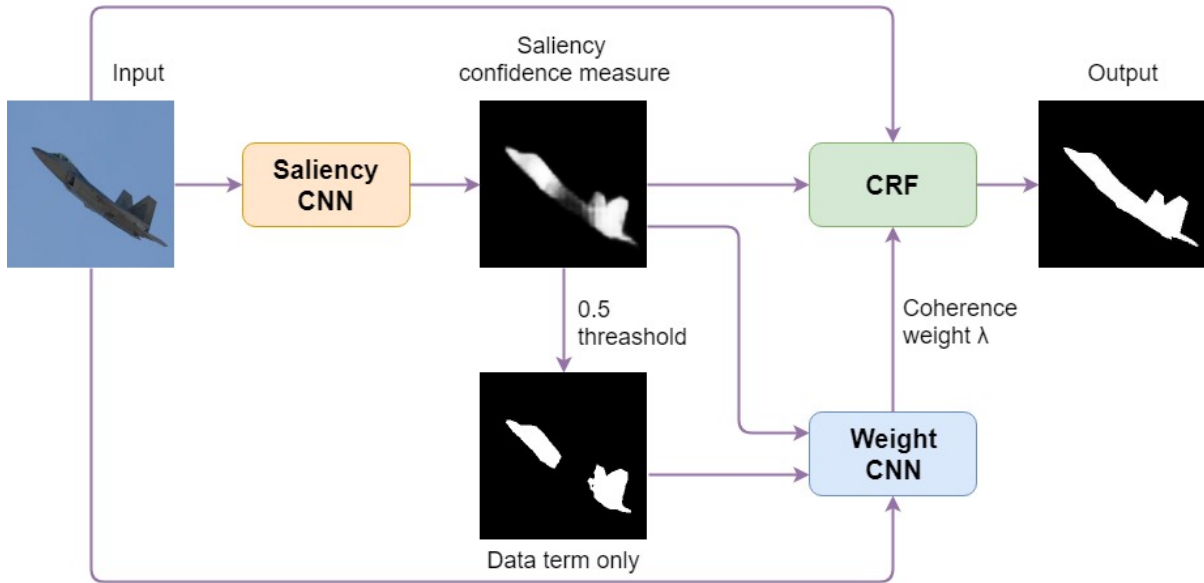 Input
Saliency
confidence measure
Output
Saliency
CNN
CRF
0.5
threashold
Coherence
weight λ
Weight
CNN
Data term only